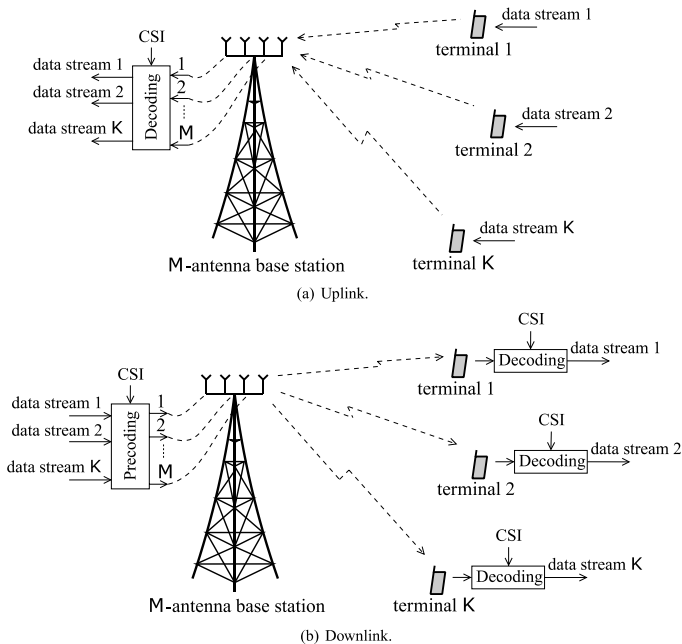 CSI
data stream 1
data stream 2
data stream K
Decoding
1
2
M
M-antenna base station
data stream 1
terminal 1
data stream 2
terminal 2
data stream K
terminal K
(a) Uplink.
CSI
data stream 1
data stream 2
data stream K
Precoding
1
2
M
M-antenna base station
CSI
Decoding
data stream 1
terminal 1
CSI
Decoding
data stream 2
terminal 2
CSI
Decoding
data stream K
terminal K
(b) Downlink.